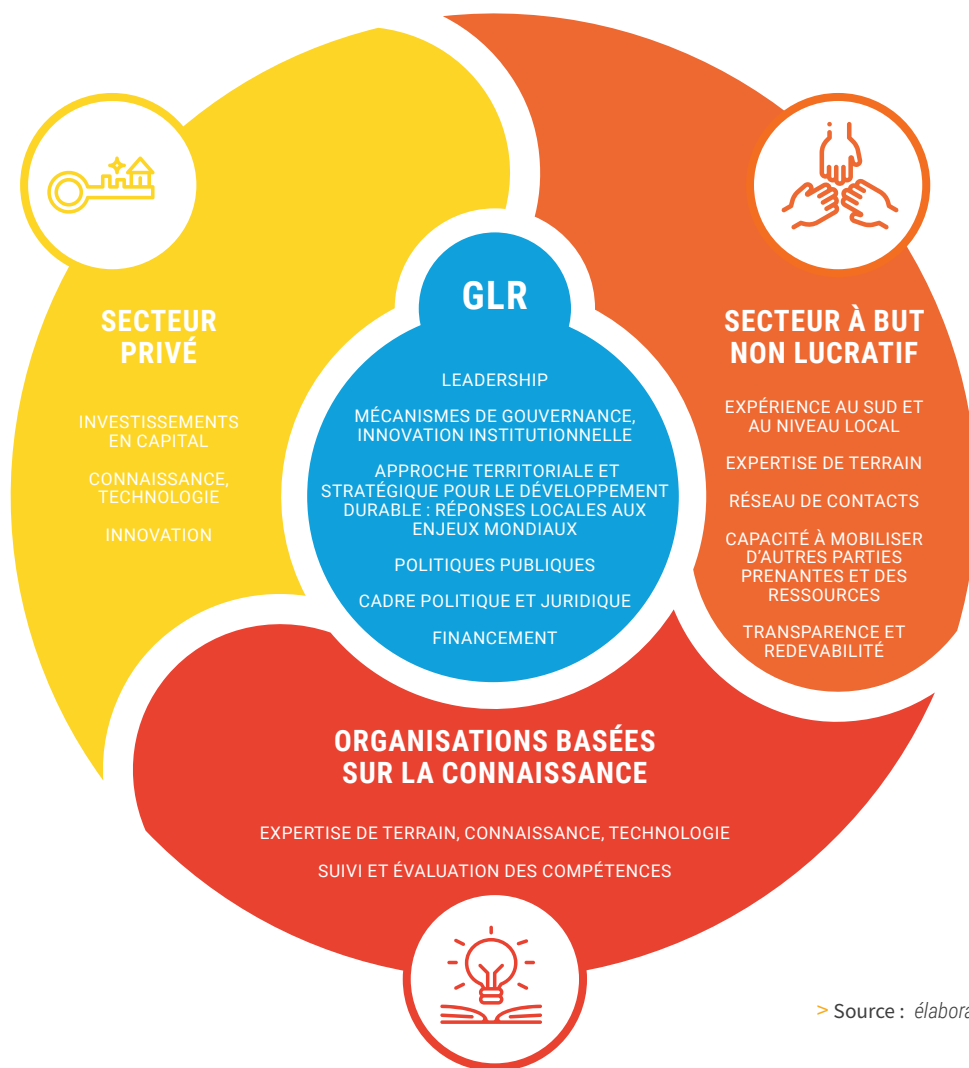 GLR
LEADERSHIP
MÉCANISMES DE GOUVERNANCE,
INNOVATION INSTITUTIONNELLE
APPROCHE TERRITORIALE ET
STRATÉGIQUE POUR LE DÉVELOPPEMENT
DURABLE : RÉPONSES LOCALES AUX
ENJEUX MONDIAUX
POLITIQUES PUBLIQUES
CADRE POLITIQUE ET JURIDIQUE
FINANCEMENT
SECTEUR
PRIVÉ
INVESTISSEMENTS
EN CAPITAL
CONNAISSANCE,
TECHNOLOGIE
INNOVATION
SECTEUR À BUT
NON LUCRATIF
EXPÉRIENCE AU SUD ET
AU NIVEAU LOCAL
EXPERTISE DE TERRAIN
RÉSEAU DE CONTACTS
CAPACITÉ À MOBILISER
D'AUTRES PARTIES
PRENANTES ET DES
RESSOURCES
TRANSPARENCE ET
REDEVABILITÉ
ORGANISATIONS BASÉES
SUR LA CONNAISSANCE
EXPERTISE DE TERRAIN, CONNAISSANCE, TECHNOLOGIE
SUIVI ET ÉVALUATION DES COMPÉTENCES
> Source :